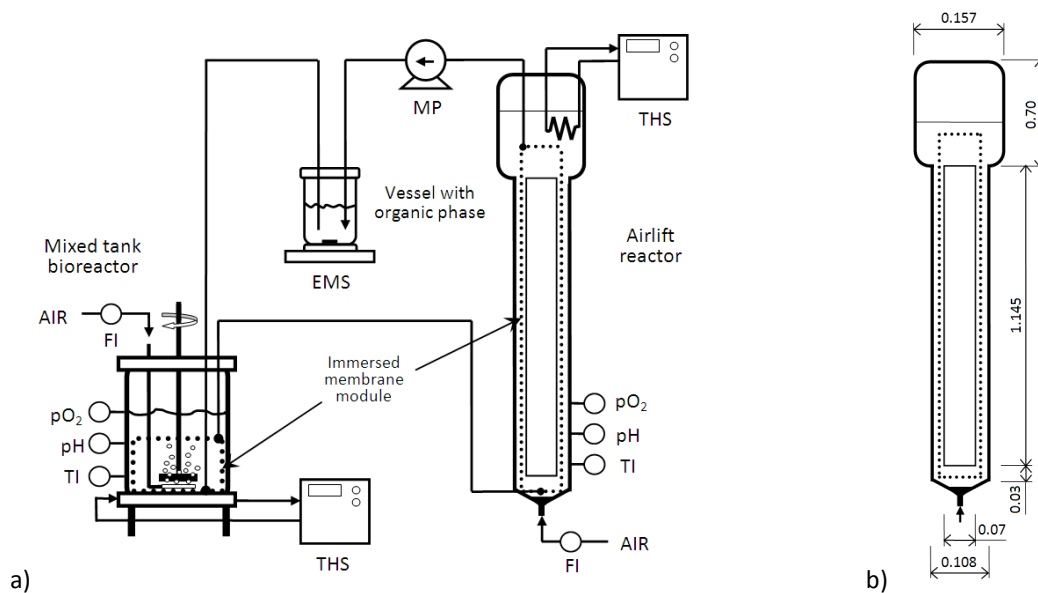 MP
THS
Vessel with
organic phase
Mixed tank
bioreactor
EMS
Airlift
reactor
AIR
FI
Immersed
membrane
module
pO₂
pH
TI
pO₂
pH
TI
THS
AIR
FI
a)
0.157
0.70
1.145
0.03
0.07
0.108
b)